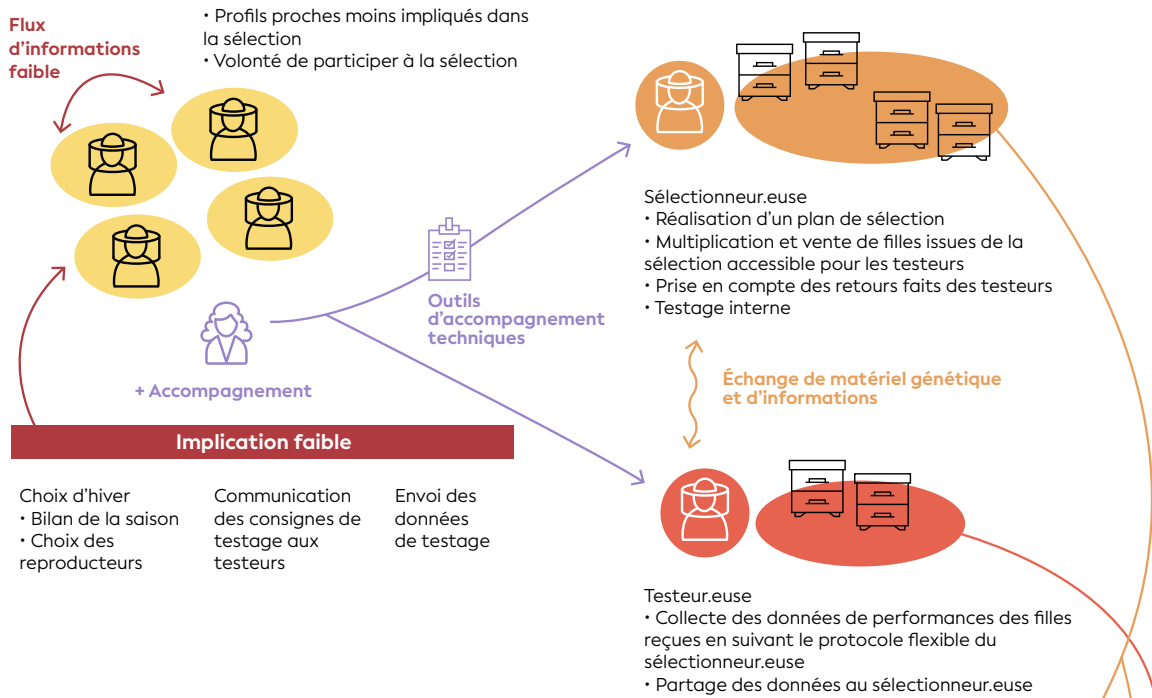 Flux
d'informations
faible
• Profils proches moins impliqués dans
la sélection
• Volonté de participer à la sélection
Outils
d'accompagnement
techniques
+ Accompagnement
Implication faible
Choix d'hiver
• Bilan de la saison
• Choix des
reproducteurs
Communication
des consignes de
testage aux
testeurs
Envoi des
données
de testage
Sélectionneur.euse
• Réalisation d'un plan de sélection
• Multiplication et vente de filles issues de la
sélection accessible pour les testeurs
• Prise en compte des retours faits des testeurs
• Testage interne
Échange de matériel génétique
et d'informations
Testeur.euse
• Collecte des données de performances des filles
reçues en suivant le protocole flexible du
sélectionneur.euse
• Partage des données au sélectionneur.euse